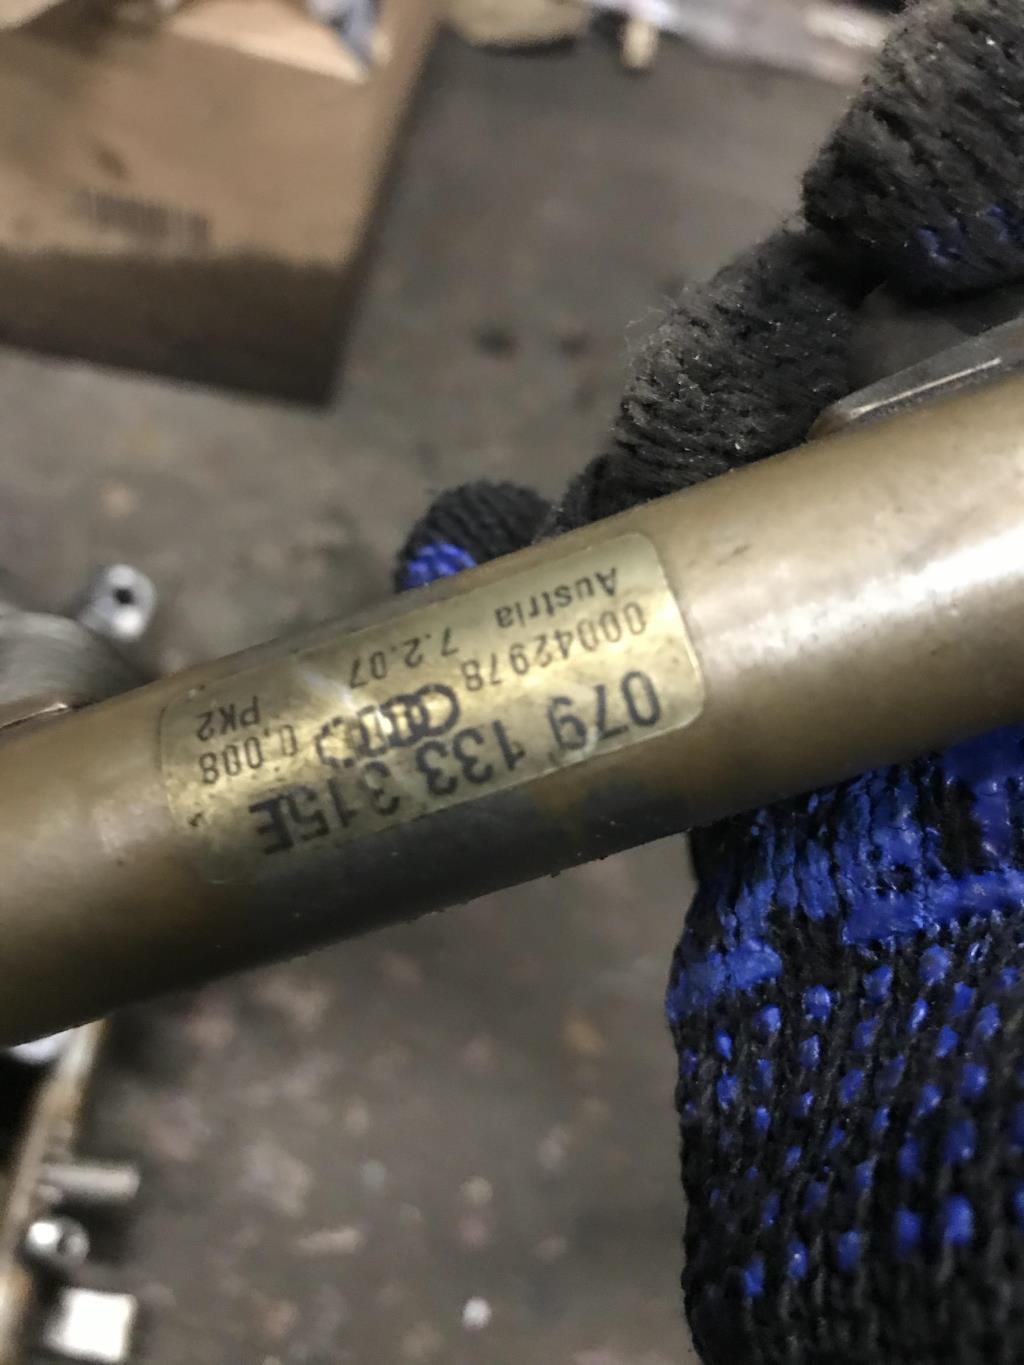 079 133 315E
00042978 0.008
7.2.07 PK2
Austria